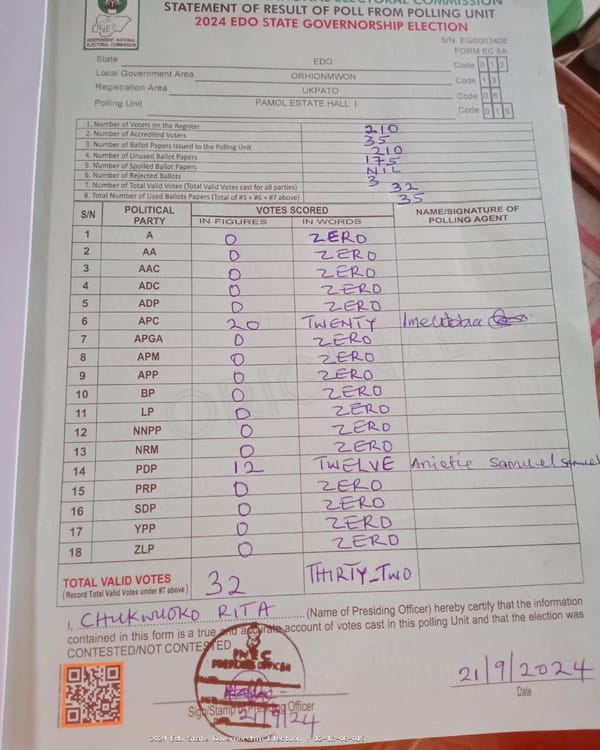 INDEPENDENT NATIONAL ELECTORAL COMMISSION
STATEMENT OF RESULT OF POLL FROM POLLING UNIT
2024 EDO STATE GOVERNORSHIP ELECTION
S/N: EG/0003408
FORM EC 8A
State EDO Code 0 1 2
Local Government Area ORHIONMWON Code 1 3
Registration Area UKPATO Code 0 6
Polling Unit PAMOL ESTATE HALL I Code 0 1 5
1. Number of Voters on the Register 210
2. Number of Accredited Voters 35
3. Number of Ballot Papers Issued to the Polling Unit 210
4. Number of Unused Ballot Papers 175
5. Number of Spoiled Ballot Papers NIL
6. Number of Rejected Ballots 3
7. Number of Total Valid Votes (Total Valid Votes cast for all parties) 32
8. Total Number of Used Ballots Papers (Total of #5 + #6 + #7 above) 35
S/N POLITICAL PARTY VOTES SCORED NAME/SIGNATURE OF POLLING AGENT
IN FIGURES IN WORDS
1 A 0 ZERO
2 AA 0 ZERO
3 AAC 0 ZERO
4 ADC 0 ZERO
5 ADP 0 ZERO
6 APC 20 TWENTY
7 APGA 0 ZERO
8 APM 0 ZERO
9 APP 0 ZERO
10 BP 0 ZERO
11 LP 0 ZERO
12 NNPP 0 ZERO
13 NRM 0 ZERO
14 PDP 12 TWELVE Anietie Samuel Samuel
15 PRP 0 ZERO
16 SDP 0 ZERO
17 YPP 0 ZERO
18 ZLP 0 ZERO
TOTAL VALID VOTES 32 THIRTY_TWO
(Record Total Valid Votes under #7 above)
I, CHUKWUOKO RITA (Name of Presiding Officer) hereby certify that the information
contained in this form is a true and accurate account of votes cast in this polling Unit and that the election was
CONTESTED/NOT CONTESTED
INEC
PRESIDING OFFICER
21/9/2024
Date
Sign/Stamp of Presiding Officer
21/9/24
2024 Edo State Governorship Election - 12-13-06-015